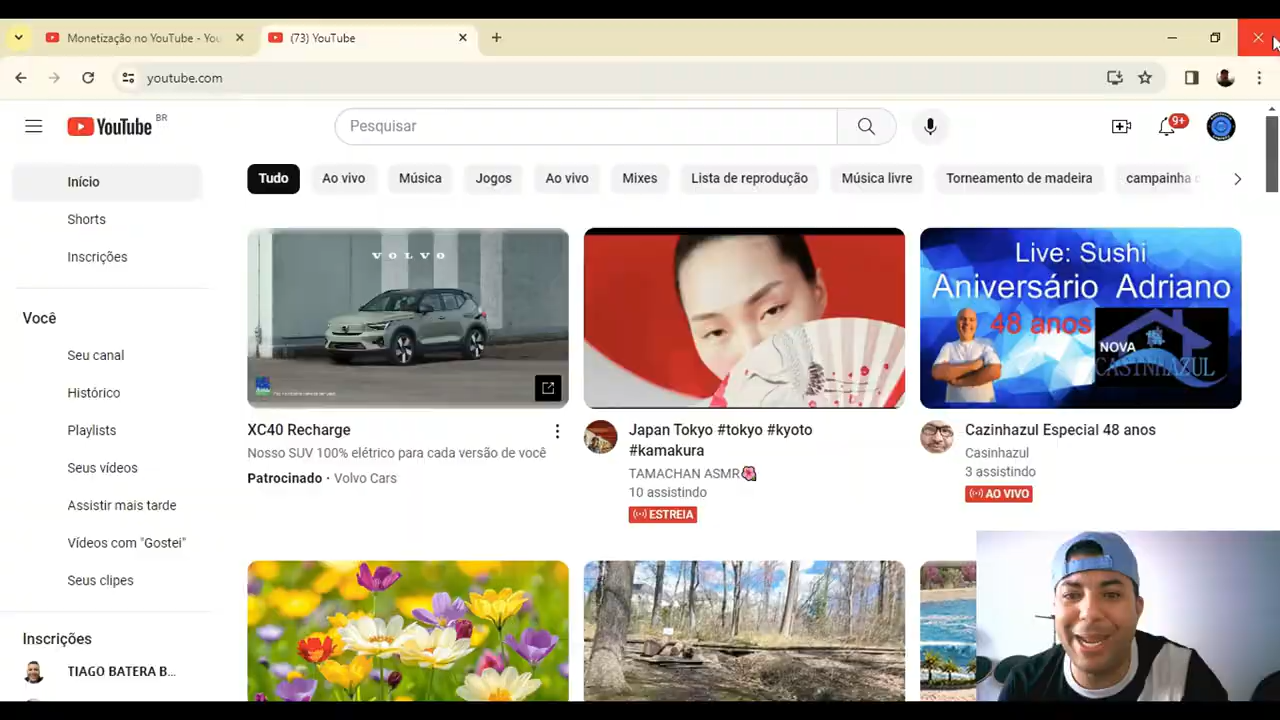 Monetização no YouTube - You
(73) YouTube
youtube.com
YouTube BR
Pesquisar
9+
Tudo
Ao vivo
Música
Jogos
Ao vivo
Mixes
Lista de reprodução
Música livre
Torneamento de madeira
campainha
Início
Shorts
Inscrições
Você
Seu canal
Histórico
Playlists
Seus vídeos
Assistir mais tarde
Vídeos com "Gostei"
Seus clipes
Inscrições
TIAGO BATERA B...
VOLVO
XC40 Recharge
Nosso SUV 100% elétrico para cada versão de você
Patrocinado · Volvo Cars
Japan Tokyo #tokyo #kyoto
#kamakura
TAMACHAN ASMR🌸
10 assistindo
ESTREIA
Live: Sushi
Aniversário Adriano
48 anos
NOVA
CASINHAZUL
Cazinhazul Especial 48 anos
Casinhazul
3 assistindo
AO VIVO